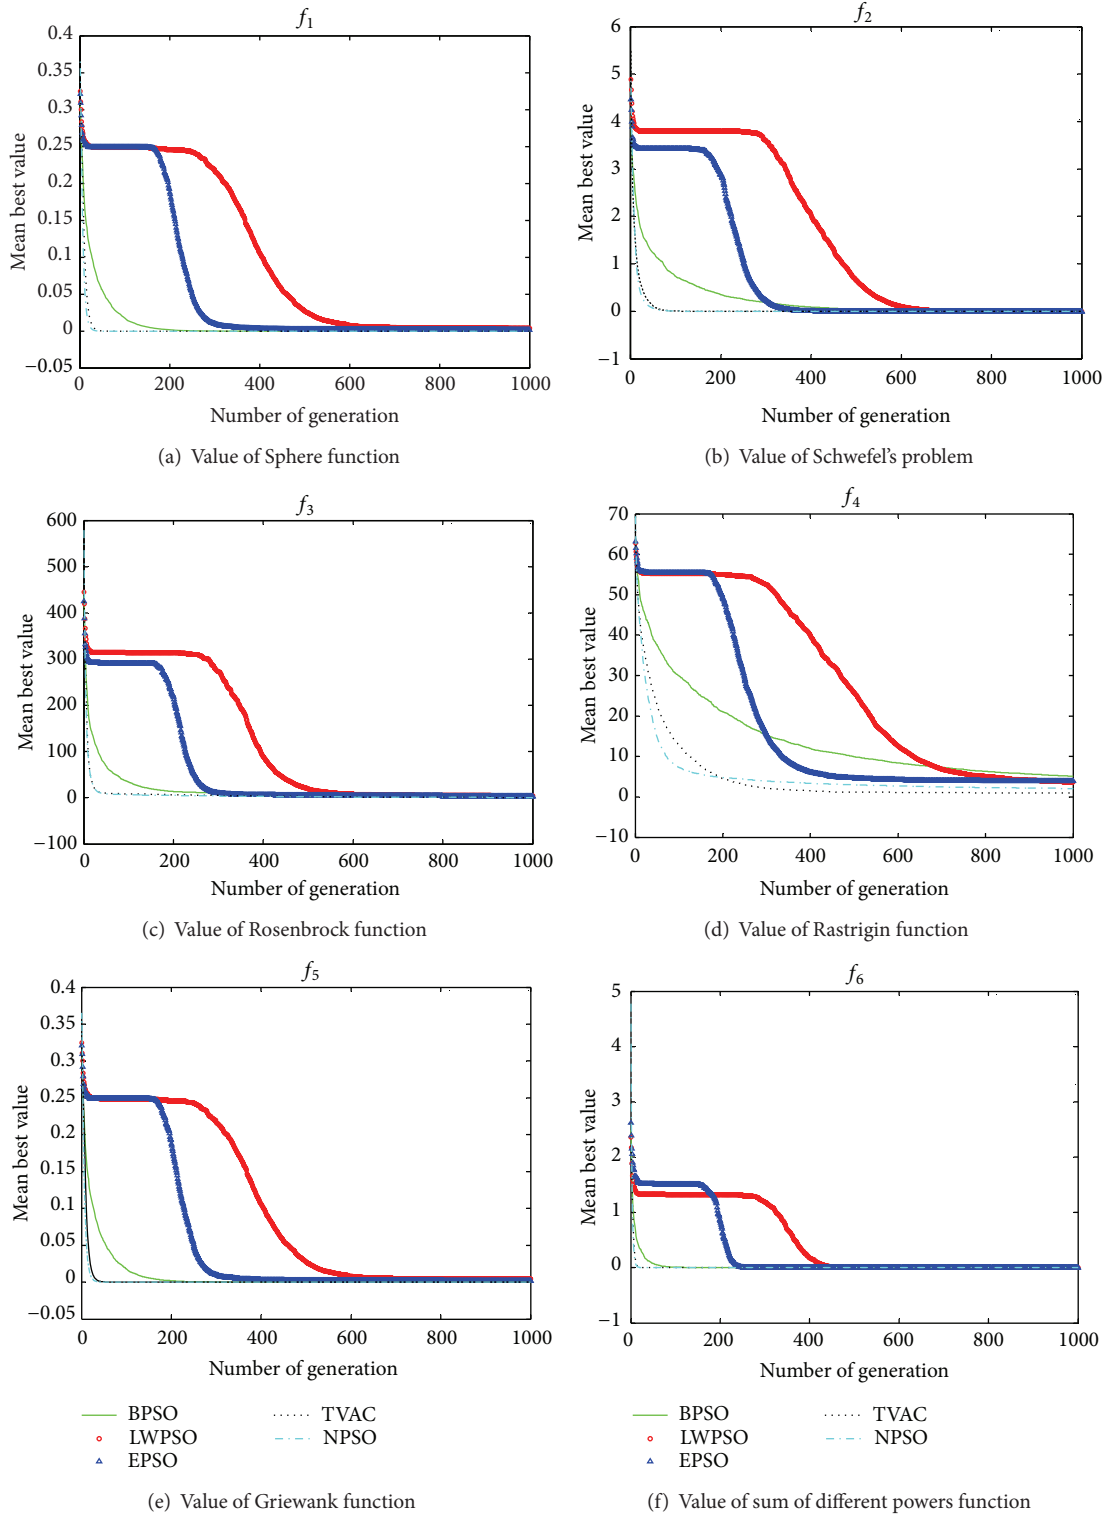 f1
0.4
0.35
0.3
0.25
0.2
0.15
0.1
0.05
0
−0.05
Mean best value
0 200 400 600 800 1000
Number of generation
(a) Value of Sphere function
f2
6
5
4
3
2
1
0
−1
Mean best value
0 200 400 600 800 1000
Number of generation
(b) Value of Schwefel's problem
f3
600
500
400
300
200
100
0
−100
Mean best value
0 200 400 600 800 1000
Number of generation
(c) Value of Rosenbrock function
f4
70
60
50
40
30
20
10
0
−10
Mean best value
0 200 400 600 800 1000
Number of generation
(d) Value of Rastrigin function
f5
0.4
0.35
0.3
0.25
0.2
0.15
0.1
0.05
0
−0.05
Mean best value
0 200 400 600 800 1000
Number of generation
BPSO TVAC
LWPSO NPSO
EPSO
(e) Value of Griewank function
f6
5
4
3
2
1
0
−1
Mean best value
0 200 400 600 800 1000
Number of generation
BPSO TVAC
LWPSO NPSO
EPSO
(f) Value of sum of different powers function